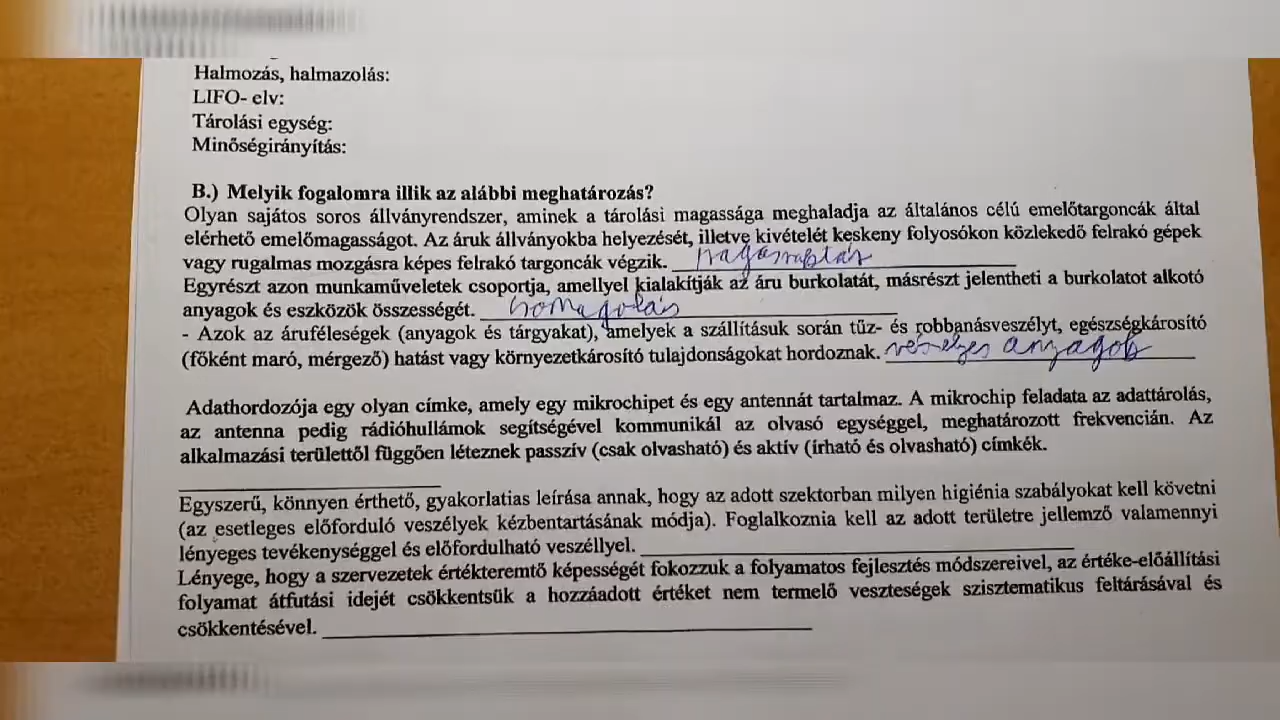 Halmozás, halmazolás:
LIFO- elv:
Tárolási egység:
Minőségirányítás:
B.) Melyik fogalomra illik az alábbi meghatározás?
Olyan sajátos soros állványrendszer, aminek a tárolási magassága meghaladja az általános célú emelőtargoncák által
elérhető emelőmagasságot. Az áruk állványokba helyezését, illetve kivételét keskeny folyosókon közlekedő felrakó gépek
vagy rugalmas mozgásra képes felrakó targoncák végzik.
Egyrészt azon munkaműveletek csoportja, amellyel kialakítják az áru burkolatát, másrészt jelentheti a burkolatot alkotó
anyagok és eszközök összességét. csomagolás
- Azok az áruféleségek (anyagok és tárgyakat), amelyek a szállításuk során tűz- és robbanásveszélyt, egészségkárosító
(főként maró, mérgező) hatást vagy környezetkárosító tulajdonságokat hordoznak. veszélyes anyagok
Adathordozója egy olyan címke, amely egy mikrochipet és egy antennát tartalmaz. A mikrochip feladata az adattárolás,
az antenna pedig rádióhullámok segítségével kommunikál az olvasó egységgel, meghatározott frekvencián. Az
alkalmazási területtől függően léteznek passzív (csak olvasható) és aktív (írható és olvasható) címkék.
Egyszerű, könnyen érthető, gyakorlatias leírása annak, hogy az adott szektorban milyen higiénia szabályokat kell követni
(az esetleges előforduló veszélyek kézbentartásának módja). Foglalkoznia kell az adott területre jellemző valamennyi
lényeges tevékenységgel és előfordulható veszéllyel.
Lényege, hogy a szervezetek értékteremtő képességét fokozzuk a folyamatos fejlesztés módszereivel, az értéke-előállítási
folyamat átfutási idejét csökkentsük a hozzáadott értéket nem termelő veszteségek szisztematikus feltárásával és
csökkentésével.